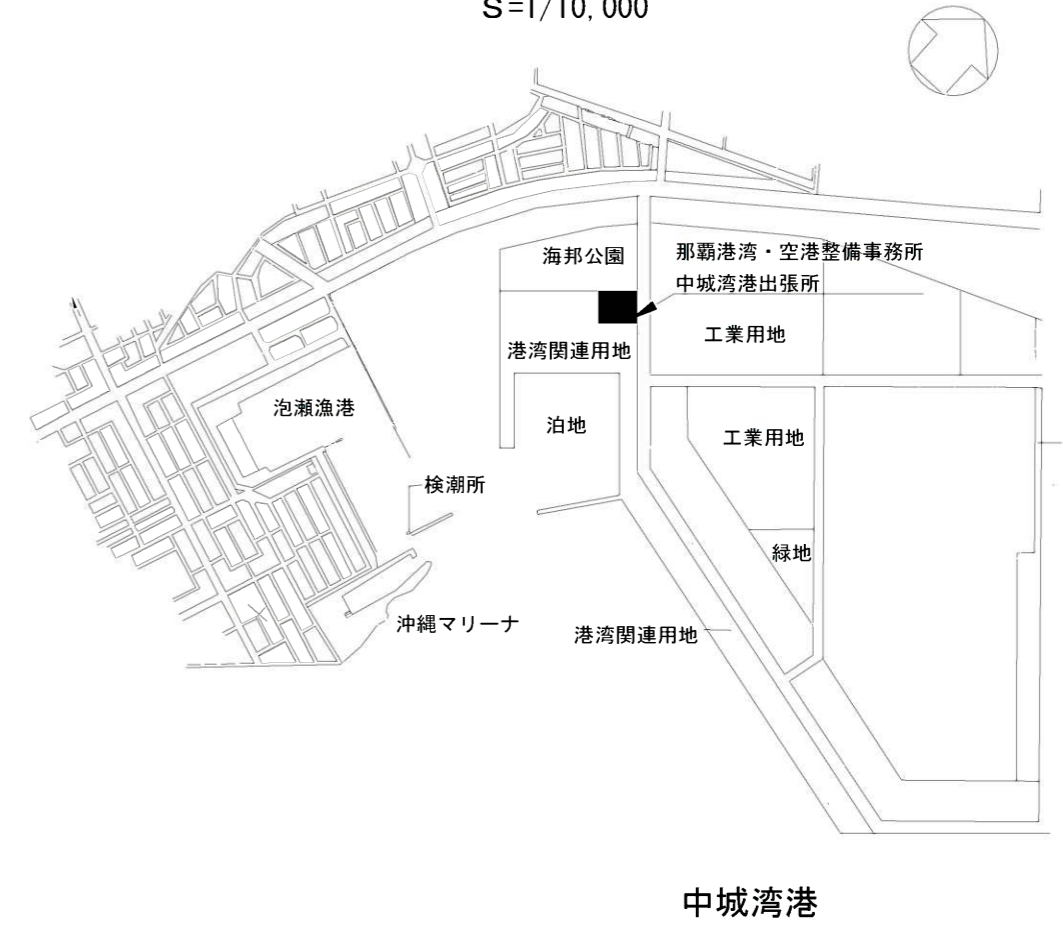 S=1/10,000
海邦公園
那覇港湾・空港整備事務所
中城湾港出張所
港湾関連用地
工業用地
泡瀬漁港
泊地
工業用地
検潮所
緑地
沖縄マリーナ
港湾関連用地
中城湾港